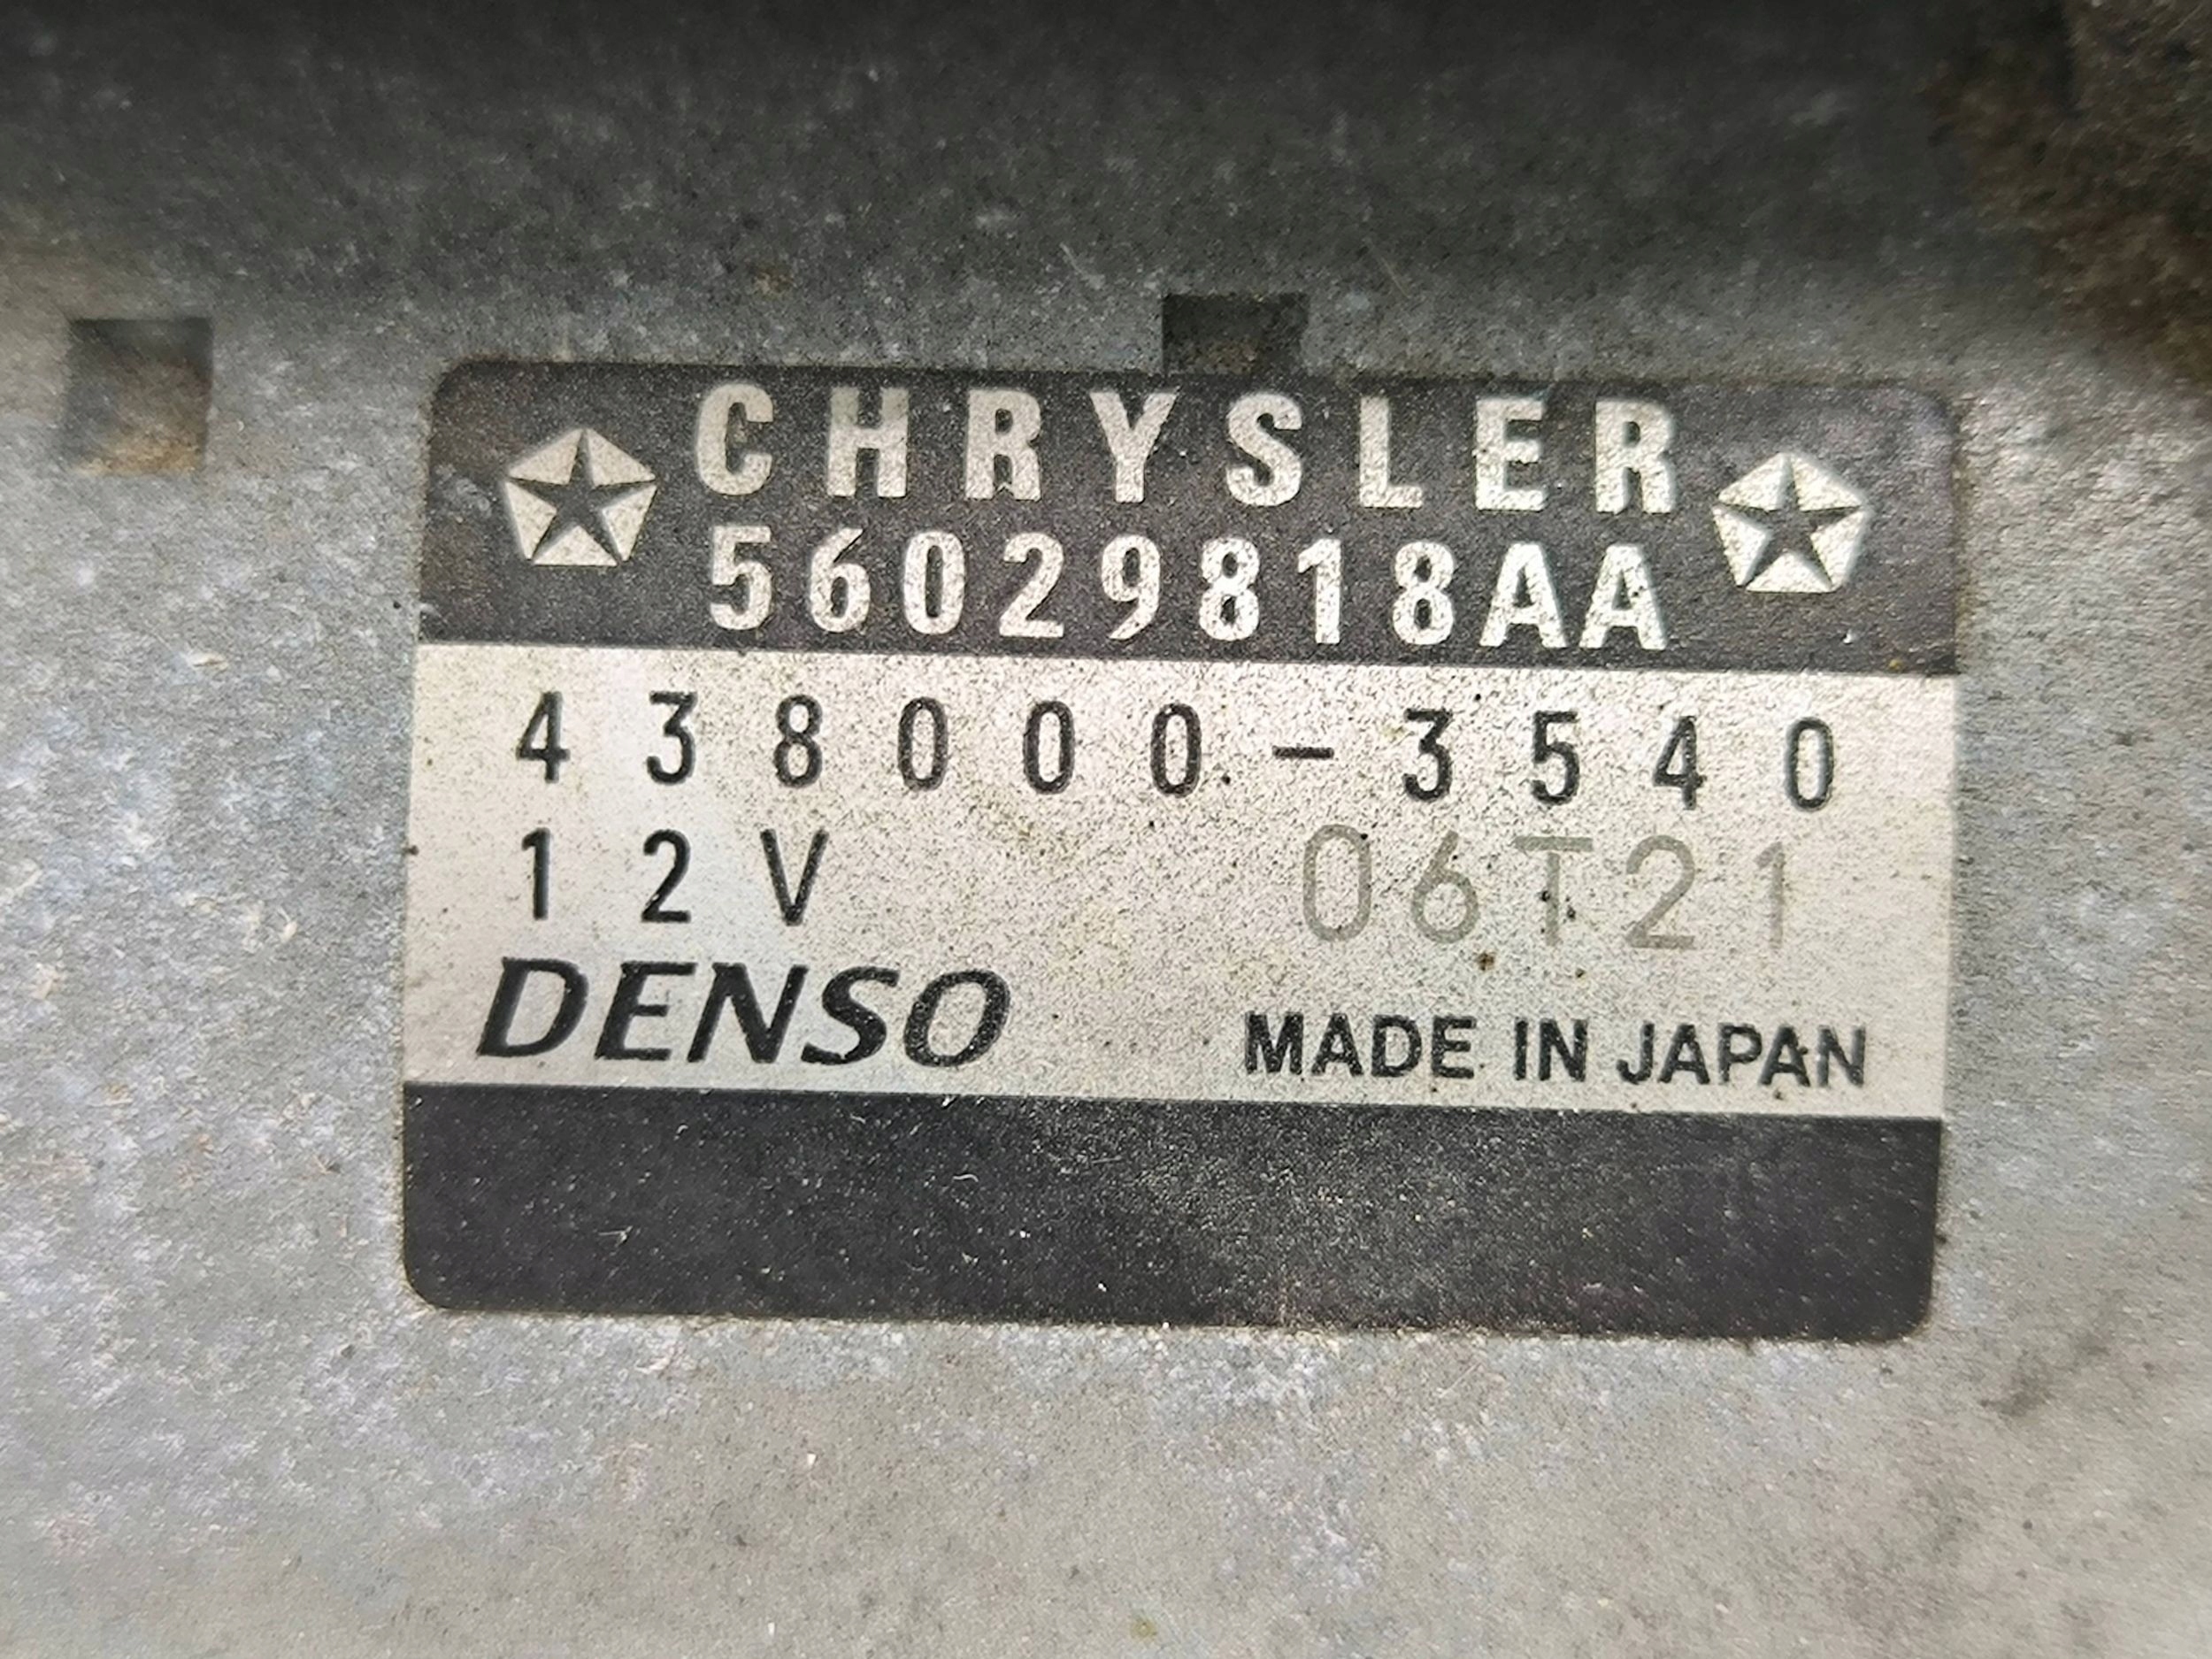 CHRYSLER
56029818AA
438000-3540
12V 06T21
DENSO MADE IN JAPAN